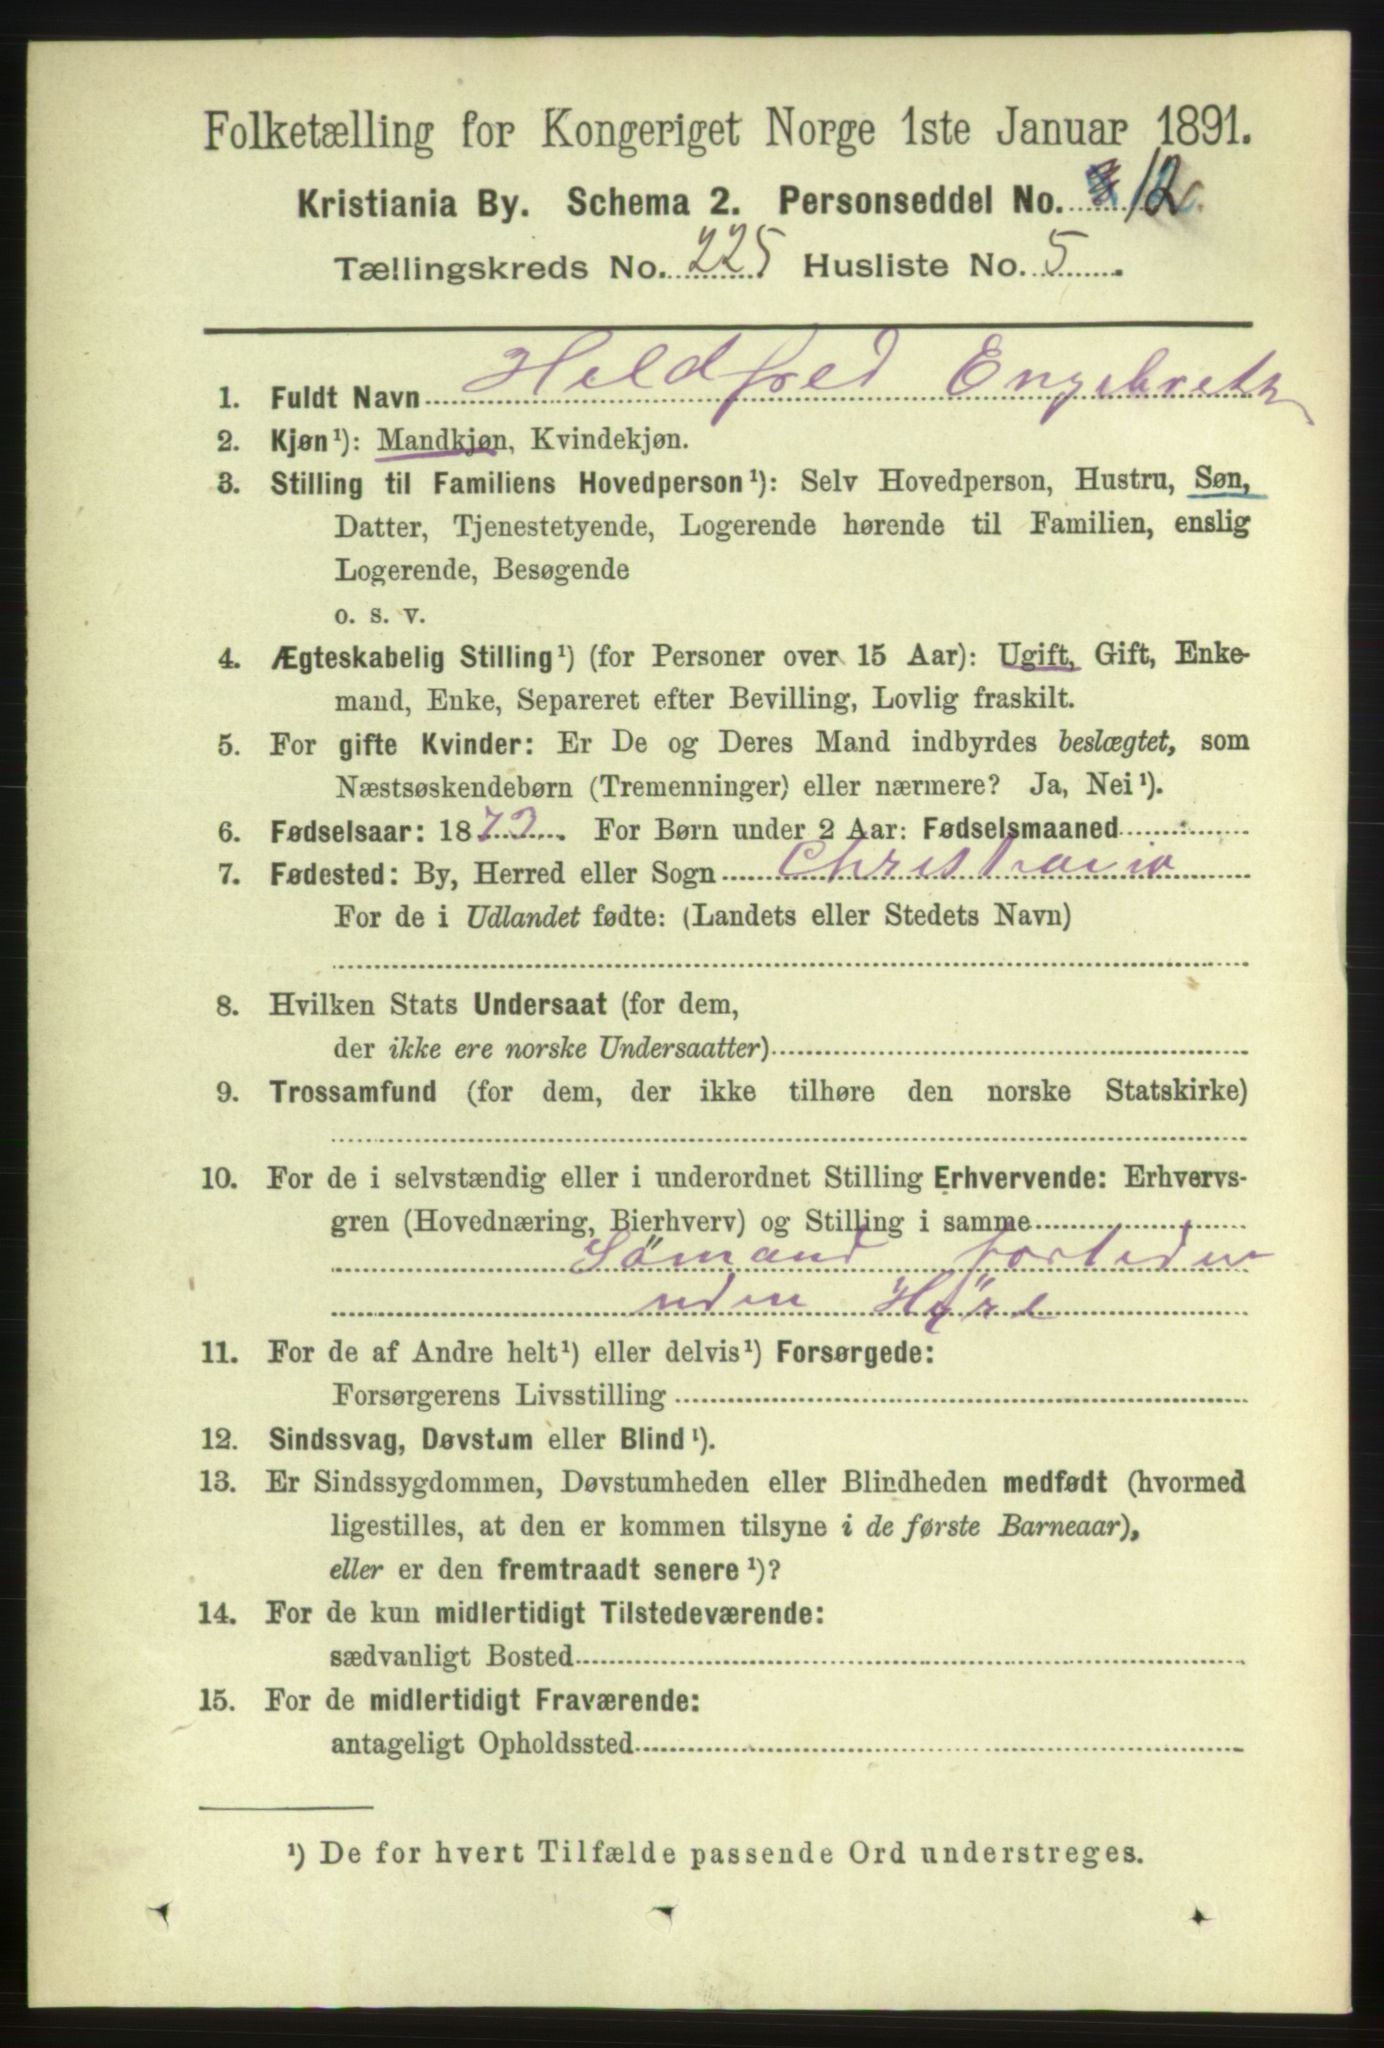 Folketælling for Kongeriget Norge 1ste Januar 1891.
Kristiania By. Schema 2. Personseddel No. 12
Tællingskreds No. 225 Husliste No. 5.
1. Fuldt Navn Heldfred Engebreth
2. Kjøn¹): Mandkjøn, Kvindekjøn.
3. Stilling til Familiens Hovedperson¹): Selv Hovedperson, Hustru, Søn,
Datter, Tjenestetyende, Logerende hørende til Familien, enslig
Logerende, Besøgende
o. s. v.
4. Ægteskabelig Stilling¹) (for Personer over 15 Aar): Ugift, Gift, Enke-
mand, Enke, Separeret efter Bevilling, Lovlig fraskilt.
5. For gifte Kvinder: Er De og Deres Mand indbyrdes beslægtet, som
Næstsøskendebørn (Tremenninger) eller nærmere? Ja, Nei¹).
6. Fødselsaar: 1873. For Børn under 2 Aar: Fødselsmaaned
7. Fødested: By, Herred eller Sogn Christiania
For de i Udlandet fødte: (Landets eller Stedets Navn)
8. Hvilken Stats Undersaat (for dem,
der ikke ere norske Undersaatter)
9. Trossamfund (for dem, der ikke tilhøre den norske Statskirke)
10. For de i selvstændig eller i underordnet Stilling Erhvervende: Erhvervs-
gren (Hovednæring, Bierhverv) og Stilling i samme
Sömand fortiden
uden Hyre
11. For de af Andre helt¹) eller delvis¹) Forsørgede:
Forsørgerens Livsstilling
12. Sindssvag, Døvstum eller Blind¹).
13. Er Sindssygdommen, Døvstumheden eller Blindheden medfødt (hvormed
ligestilles, at den er kommen tilsyne i de første Barneaar),
eller er den fremtraadt senere¹)?
14. For de kun midlertidigt Tilstedeværende:
sædvanligt Bosted
15. For de midlertidigt Fraværende:
antageligt Opholdssted
¹) De for hvert Tilfælde passende Ord understreges.